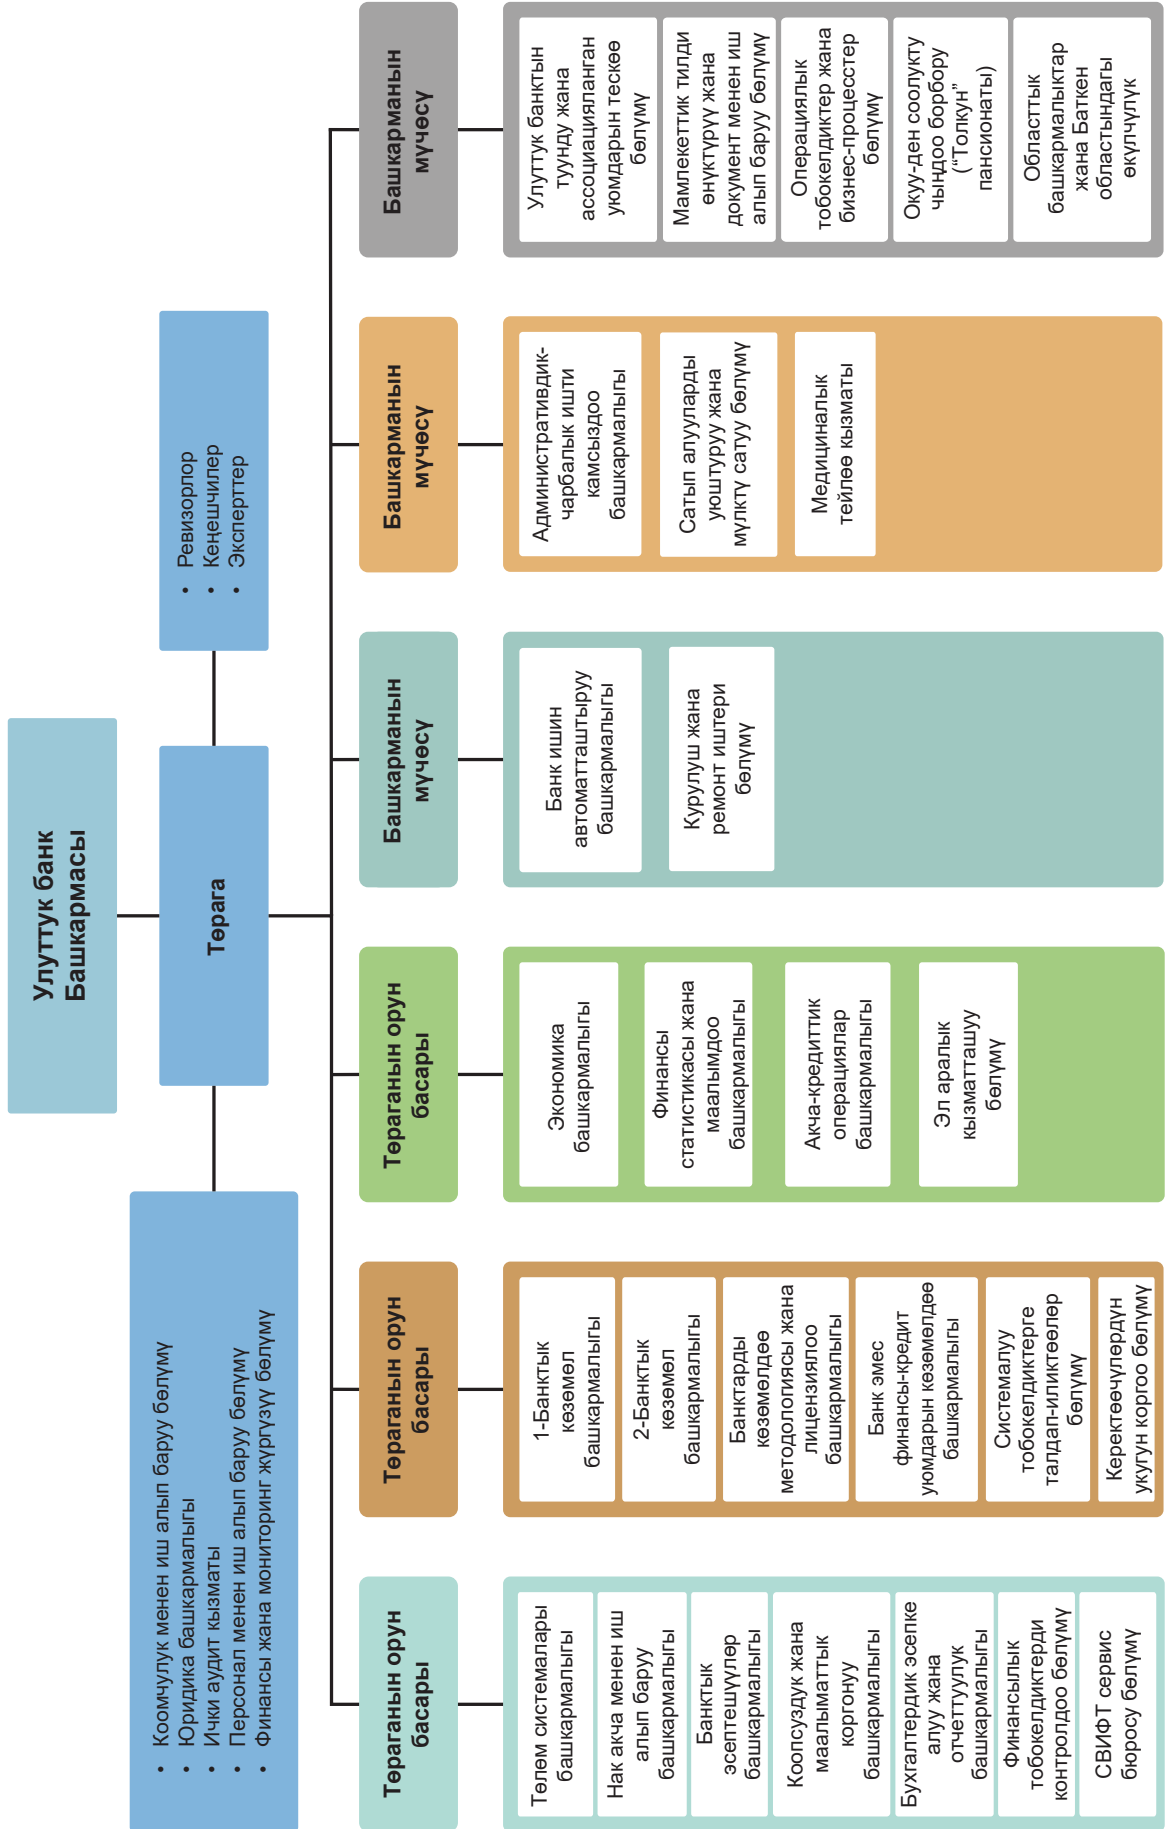 Улуттук банк
Башкармасы
• Коомчулук менен иш алып баруу бөлүмү
• Юридика башкармалыгы
• Ички аудит кызматы
• Персонал менен иш алып баруу бөлүмү
• Финансы жана мониторинг жүргүзүү бөлүмү
Төрага
• Ревизорлор
• Кеңешчилер
• Эксперттер
Төраганын орун
басары
Төлөм системалары
башкармалыгы
Нак акча менен иш
алып баруу
башкармалыгы
Банктык
эсептешүүлөр
башкармалыгы
Коопсуздук жана
маалыматтык
коргонуу
башкармалыгы
Бухгалтердик эсепке
алуу жана
отчеттуулук
башкармалыгы
Финансылык
тобокелдиктерди
контролдоо бөлүмү
СВИФТ сервис
бюросу бөлүмү
Төраганын орун
басары
1-Банктык
көзөмөл
башкармалыгы
2-Банктык
көзөмөл
башкармалыгы
Банктарды
көзөмөлдөө
методологиясы жана
лицензиялоо
башкармалыгы
Банк эмес
финансы-кредит
уюмдарын көзөмөлдөө
башкармалыгы
Системалуу
тобокелдиктерге
талдап-иликтөөлөр
бөлүмү
Керектөөчүлөрдүн
укугун коргоо бөлүмү
Төраганын орун
басары
Экономика
башкармалыгы
Финансы
статистикасы жана
маалымдоо
башкармалыгы
Акча-кредиттик
операциялар
башкармалыгы
Эл аралык
кызматташуу
бөлүмү
Башкарманын
мүчөсү
Банк ишин
автоматташтыруу
башкармалыгы
Курулуш жана
ремонт иштери
бөлүмү
Башкарманын
мүчөсү
Административдик-
чарбалык ишти
камсыздоо
башкармалыгы
Сатып алууларды
уюштуруу жана
мүлктү сатуу бөлүмү
Медициналык
тейлөө кызматы
Башкарманын
мүчөсү
Улуттук банктын
туунду жана
ассоциацияланган
уюмдарын тескөө
бөлүмү
Мамлекеттик тилди
өнүктүрүү жана
документ менен иш
алып баруу бөлүмү
Операциялык
тобокелдиктер жана
бизнес-процесстер
бөлүмү
Окуу-ден соолукту
чыңдоо борбору
(“Толкун”
пансионаты)
Областтык
башкармалыктар
жана Баткен
областындагы
өкүлчүлүк